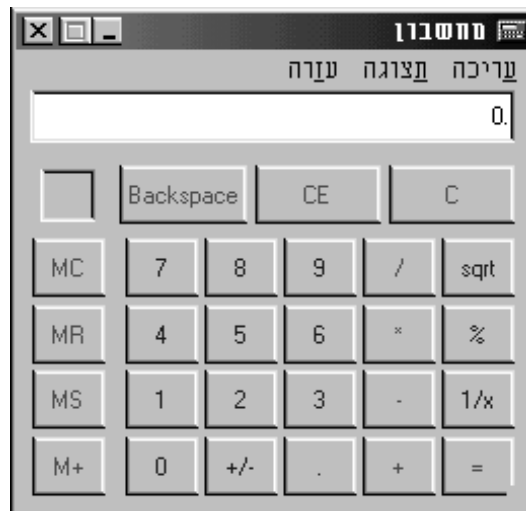 מחשבון
עריכה תצוגה עזרה
0.
Backspace CE C
MC 7 8 9 / sqrt
MR 4 5 6 * %
MS 1 2 3 - 1/x
M+ 0 +/- . + =